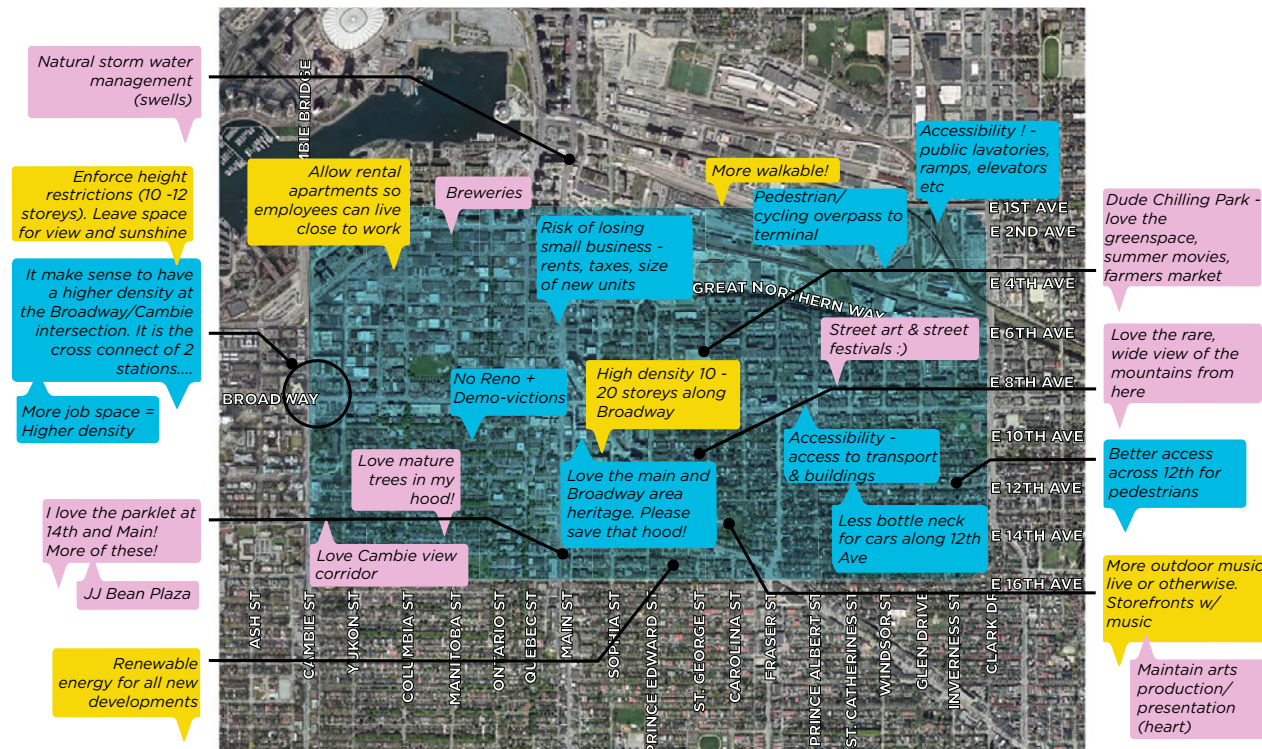 Natural storm water
management
(swells)
Enforce height
restrictions (10 -12
storeys). Leave space
for view and sunshine
It make sense to have
a higher density at
the Broadway/Cambie
intersection. It is the
cross connect of 2
stations....
More job space =
Higher density
I love the parklet at
14th and Main!
More of these!
JJ Bean Plaza
Renewable
energy for all new
developments
MBIE BRIDGE
Allow rental
apartments so
employees can live
close to work
Breweries
Risk of losing
small business -
rents, taxes, size
of new units
More walkable!
Pedestrian/
cycling overpass to
terminal
Accessibility ! -
public lavatories,
ramps, elevators
etc
GREAT NORTHERN WAY
Street art & street
festivals :)
BROADWAY
No Reno +
Demo-victions
High density 10 -
20 storeys along
Broadway
Love mature
trees in my
hood!
Love the main and
Broadway area
heritage. Please
save that hood!
Accessibility -
access to transport
& buildings
Less bottle neck
for cars along 12th
Ave
Love Cambie view
corridor
E 1ST AVE
E 2ND AVE
E 4TH AVE
E 6TH AVE
E 8TH AVE
E 10TH AVE
E 12TH AVE
E 14TH AVE
E 16TH AVE
ASH ST
CAMBIE ST
YUKON ST
COLUMBIA ST
MANITOBA ST
ONTARIO ST
QUEBEC ST
MAIN ST
SOPHIA ST
PRINCE EDWARD ST
ST. GEORGE ST
CAROLINA ST
FRASER ST
PRINCE ALBERT ST
ST. CATHERINES ST
WINDSOR ST
GLEN DRIVE
INVERNESS ST
CLARK DR
Dude Chilling Park -
love the
greenspace,
summer movies,
farmers market
Love the rare,
wide view of the
mountains from
here
Better access
across 12th for
pedestrians
More outdoor music
live or otherwise.
Storefronts w/
music
Maintain arts
production/
presentation
(heart)